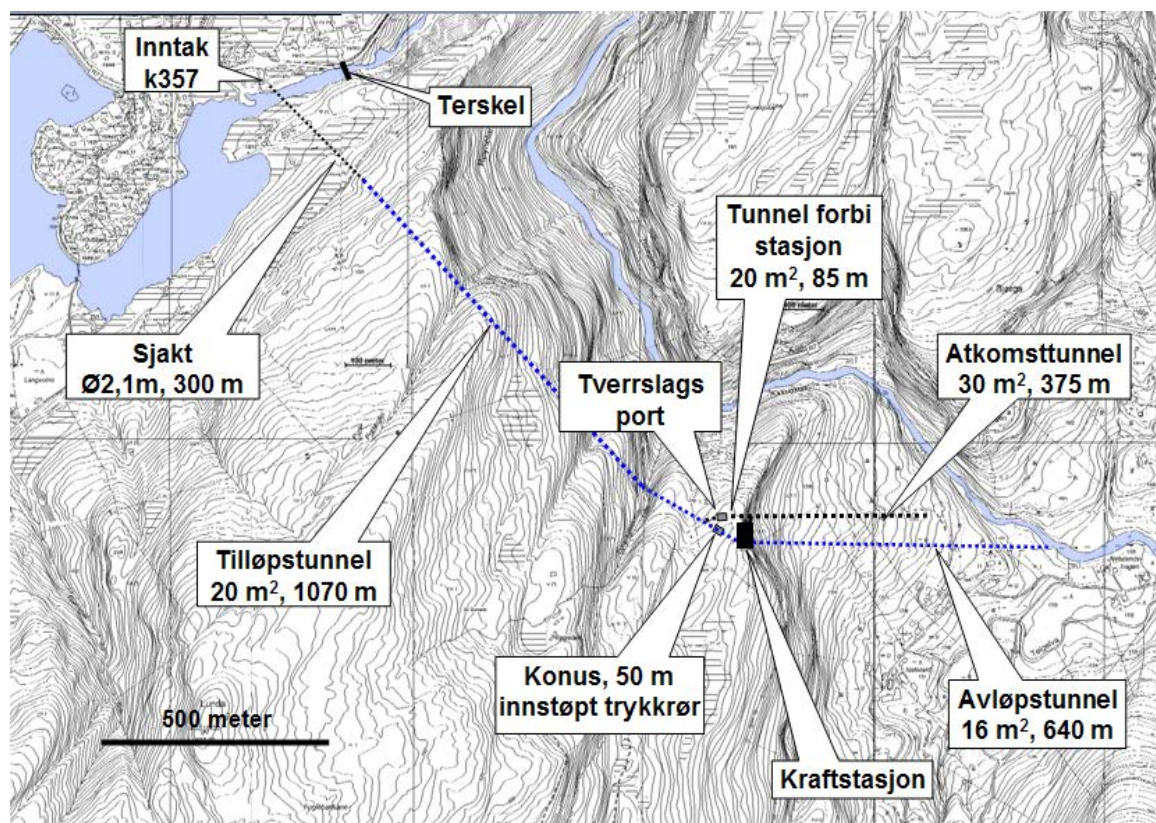 Inntak
k357
Terskel
Tunnel forbi
stasjon
20 m², 85 m
Sjakt
Ø2,1m, 300 m
Tverrslags
port
Atkomsttunnel
30 m², 375 m
Tilløpstunnel
20 m², 1070 m
Konus, 50 m
innstøpt trykkrør
Avløpstunnel
16 m², 640 m
500 meter
Kraftstasjon